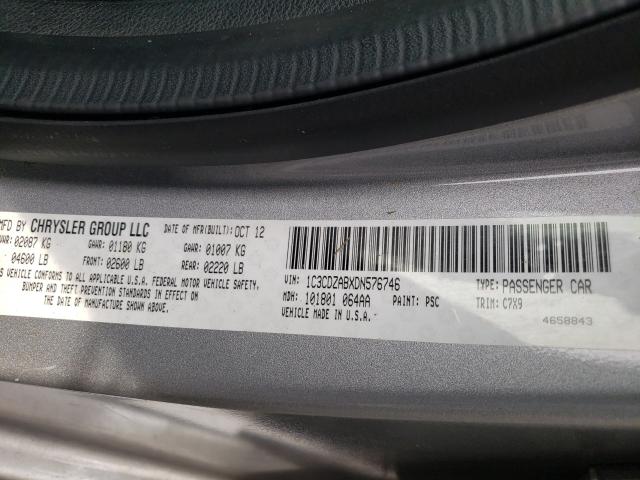 MFD BY CHRYSLER GROUP LLC DATE OF MFR(BUILT): OCT 12
GVWR: 02087 KG GAWR: 01180 KG GAWR: 01007 KG
04600 LB FRONT: 02600 LB REAR: 02220 LB
THIS VEHICLE CONFORMS TO ALL APPLICABLE U.S.A. FEDERAL MOTOR VEHICLE SAFETY,
BUMPER AND THEFT PREVENTION STANDARDS IN EFFECT ON
THE DATE OF MANUFACTURE SHOWN ABOVE.
VIN: 1C3CDZABXDN576746 TYPE: PASSENGER CAR
MDH: 101801 064AA PAINT: PSC TRIM: C7X9
VEHICLE MADE IN U.S.A. 4658843